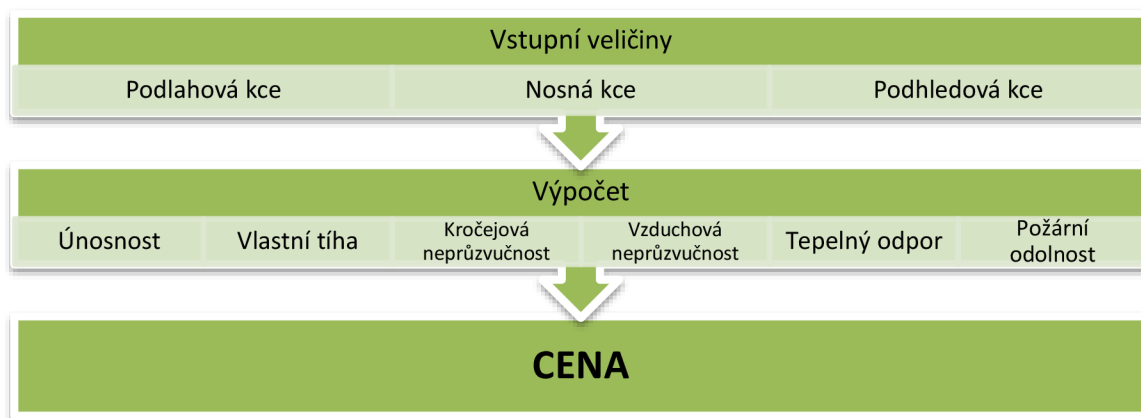 Vstupní veličiny
Podlahová kce
Nosná kce
Podhledová kce
Výpočet
Únosnost
Vlastní tíha
Kročejová
neprůzvučnost
Vzduchová
neprůzvučnost
Tepelný odpor
Požární
odolnost
CENA